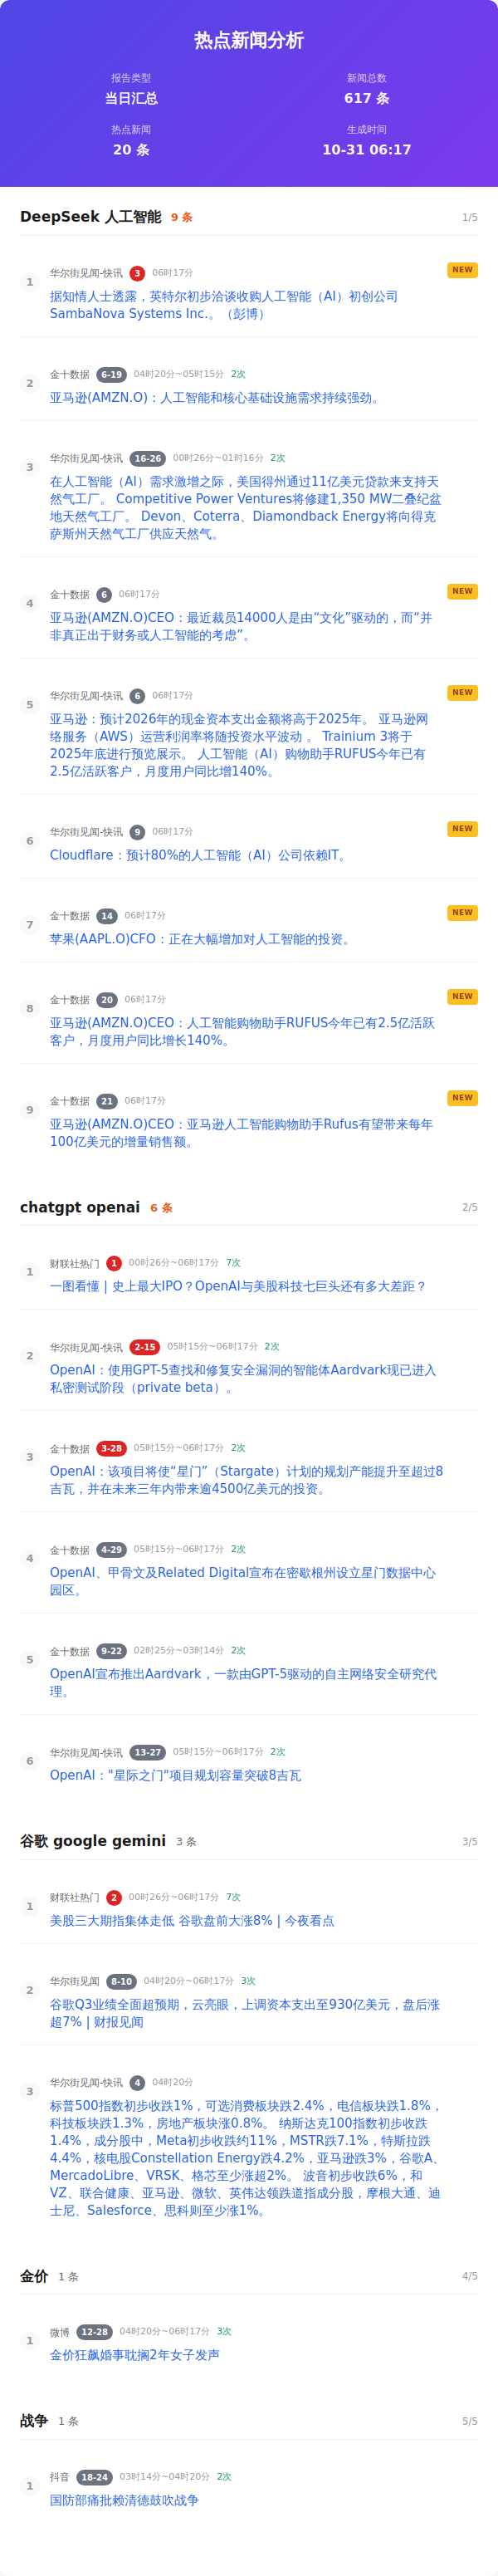 热点新闻分析
报告类型
当日汇总
新闻总数
617 条
热点新闻
20 条
生成时间
10-31 06:17
DeepSeek 人工智能 9 条 1/5
1 华尔街见闻-快讯 3 06时17分 NEW
据知情人士透露，英特尔初步洽谈收购人工智能（AI）初创公司
SambaNova Systems Inc.。（彭博）
2 金十数据 6-19 04时20分~05时15分 2次
亚马逊(AMZN.O)：人工智能和核心基础设施需求持续强劲。
3 华尔街见闻-快讯 16-26 00时26分~01时16分 2次
在人工智能（AI）需求激增之际，美国得州通过11亿美元贷款来支持天
然气工厂。 Competitive Power Ventures将修建1,350 MW二叠纪盆
地天然气工厂。 Devon、Coterra、Diamondback Energy将向得克
萨斯州天然气工厂供应天然气。
4 金十数据 6 06时17分 NEW
亚马逊(AMZN.O)CEO：最近裁员14000人是由“文化”驱动的，而“并
非真正出于财务或人工智能的考虑”。
5 华尔街见闻-快讯 6 06时17分 NEW
亚马逊：预计2026年的现金资本支出金额将高于2025年。 亚马逊网
络服务（AWS）运营利润率将随投资水平波动 。 Trainium 3将于
2025年底进行预览展示。 人工智能（AI）购物助手RUFUS今年已有
2.5亿活跃客户，月度用户同比增140%。
6 华尔街见闻-快讯 9 06时17分 NEW
Cloudflare：预计80%的人工智能（AI）公司依赖IT。
7 金十数据 14 06时17分 NEW
苹果(AAPL.O)CFO：正在大幅增加对人工智能的投资。
8 金十数据 20 06时17分 NEW
亚马逊(AMZN.O)CEO：人工智能购物助手RUFUS今年已有2.5亿活跃
客户，月度用户同比增长140%。
9 金十数据 21 06时17分 NEW
亚马逊(AMZN.O)CEO：亚马逊人工智能购物助手Rufus有望带来每年
100亿美元的增量销售额。
chatgpt openai 6 条 2/5
1 财联社热门 1 00时26分~06时17分 7次
一图看懂 | 史上最大IPO？OpenAI与美股科技七巨头还有多大差距？
2 华尔街见闻-快讯 2-15 05时15分~06时17分 2次
OpenAI：使用GPT-5查找和修复安全漏洞的智能体Aardvark现已进入
私密测试阶段（private beta）。
3 金十数据 3-28 05时15分~06时17分 2次
OpenAI：该项目将使“星门”（Stargate）计划的规划产能提升至超过8
吉瓦，并在未来三年内带来逾4500亿美元的投资。
4 金十数据 4-29 05时15分~06时17分 2次
OpenAI、甲骨文及Related Digital宣布在密歇根州设立星门数据中心
园区。
5 金十数据 9-22 02时25分~03时14分 2次
OpenAI宣布推出Aardvark，一款由GPT-5驱动的自主网络安全研究代
理。
6 华尔街见闻-快讯 13-27 05时15分~06时17分 2次
OpenAI："星际之门"项目规划容量突破8吉瓦
谷歌 google gemini 3 条 3/5
1 财联社热门 2 00时26分~06时17分 7次
美股三大期指集体走低 谷歌盘前大涨8% | 今夜看点
2 华尔街见闻 8-10 04时20分~06时17分 3次
谷歌Q3业绩全面超预期，云亮眼，上调资本支出至930亿美元，盘后涨
超7% | 财报见闻
3 华尔街见闻-快讯 4 04时20分
标普500指数初步收跌1%，可选消费板块跌2.4%，电信板块跌1.8%，
科技板块跌1.3%，房地产板块涨0.8%。 纳斯达克100指数初步收跌
1.4%，成分股中，Meta初步收跌约11%，MSTR跌7.1%，特斯拉跌
4.4%，核电股Constellation Energy跌4.2%，亚马逊跌3%，谷歌A、
MercadoLibre、VRSK、格芯至少涨超2%。 波音初步收跌6%，和
VZ、联合健康、亚马逊、微软、英伟达领跌道指成分股，摩根大通、迪
士尼、Salesforce、思科则至少涨1%。
金价 1 条 4/5
1 微博 12-28 04时20分~06时17分 3次
金价狂飙婚事耽搁2年女子发声
战争 1 条 5/5
1 抖音 18-24 03时14分~04时20分 2次
国防部痛批赖清德鼓吹战争